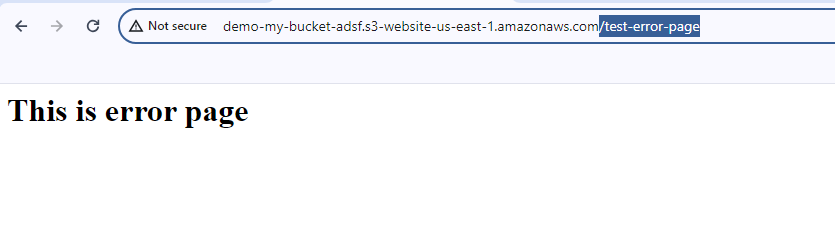 Not secure demo-my-bucket-adsf.s3-website-us-east-1.amazonaws.com/test-error-page
This is error page